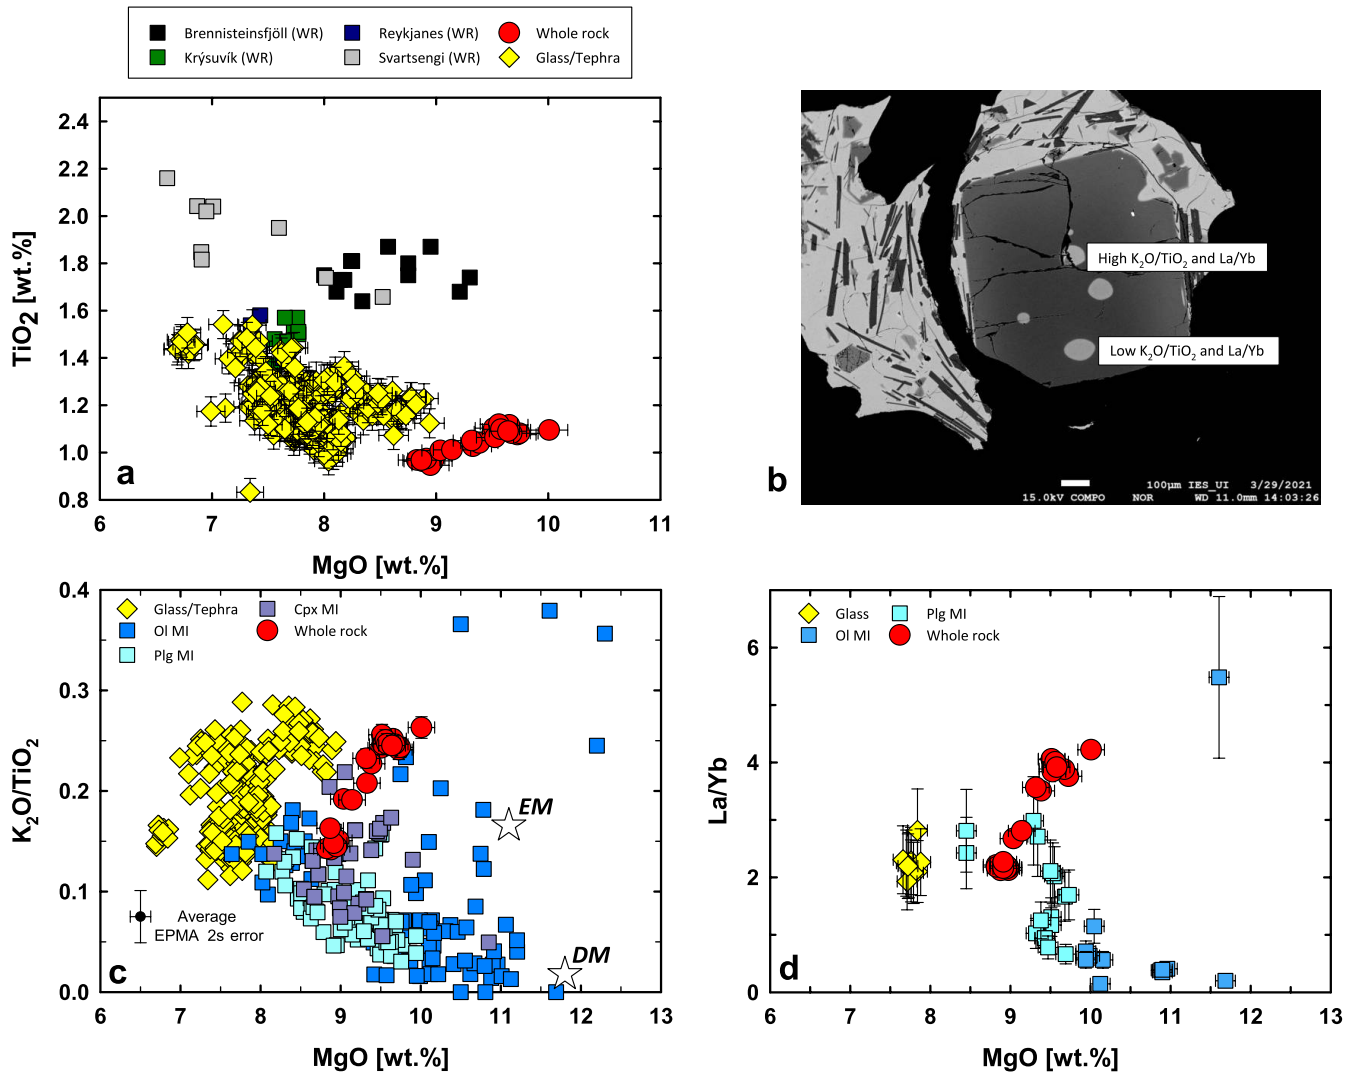 Brennisteinsfjöll (WR) Reykjanes (WR) Whole rock
Krýsuvík (WR) Svartsengi (WR) Glass/Tephra
2.4
2.2
2.0
1.8
1.6
1.4
1.2
1.0
0.8
TiO2 [wt.%]
a
6 7 8 9 10 11
MgO [wt.%]
High K2O/TiO2 and La/Yb
Low K2O/TiO2 and La/Yb
b
100µm IES_UI 3/29/2021
15.0kV COMPO NOR WD 11.0mm 14:03:26
0.4
0.3
0.2
0.1
0.0
K2O/TiO2
Glass/Tephra Cpx MI
Ol MI Whole rock
Plg MI
EM
DM
Average
EPMA 2s error
c
6 7 8 9 10 11 12 13
MgO [wt.%]
6
4
2
0
La/Yb
Glass Plg MI
Ol MI Whole rock
d
6 7 8 9 10 11 12 13
MgO [wt.%]